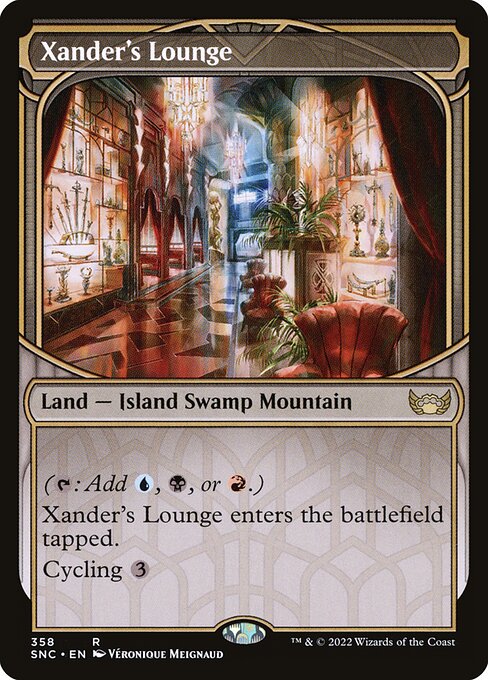 Xander's Lounge
Land — Island Swamp Mountain
(: Add , , or .)
Xander's Lounge enters the battlefield
tapped.
Cycling 3
358 R
SNC • EN Véronique Meignaud
™ & © 2022 Wizards of the Coast